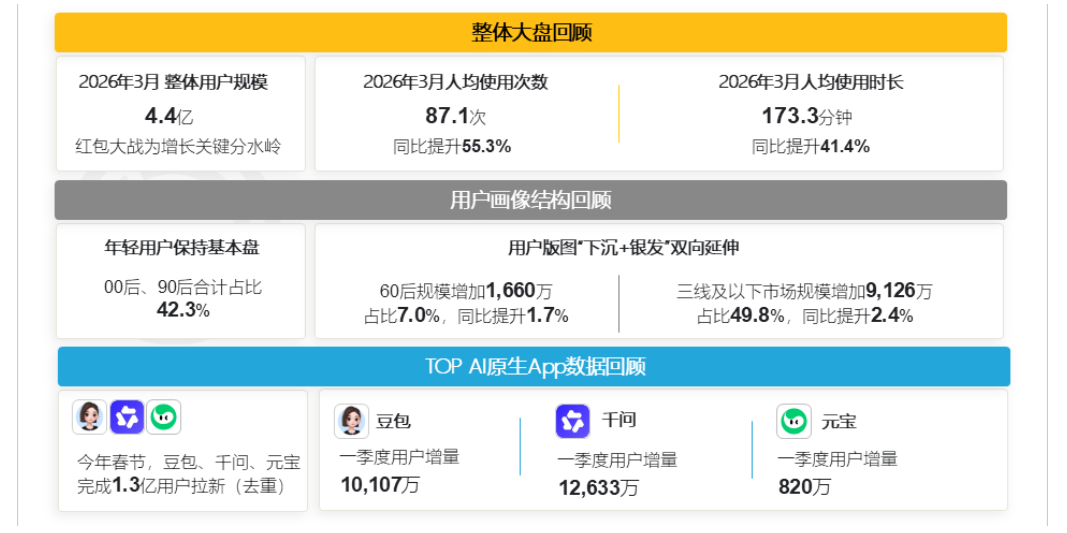 整体大盘回顾
2026年3月 整体用户规模
4.4亿
红包大战为增长关键分水岭
2026年3月人均使用次数
87.1次
同比提升55.3%
2026年3月人均使用时长
173.3分钟
同比提升41.4%
用户画像结构回顾
年轻用户保持基本盘
00后、90后合计占比
42.3%
用户版图“下沉+银发”双向延伸
60后规模增加1,660万
占比7.0%，同比提升1.7%
三线及以下市场规模增加9,126万
占比49.8%，同比提升2.4%
TOP AI原生App数据回顾
今年春节，豆包、千问、元宝
完成1.3亿用户拉新（去重）
豆包
一季度用户增量
10,107万
千问
一季度用户增量
12,633万
元宝
一季度用户增量
820万